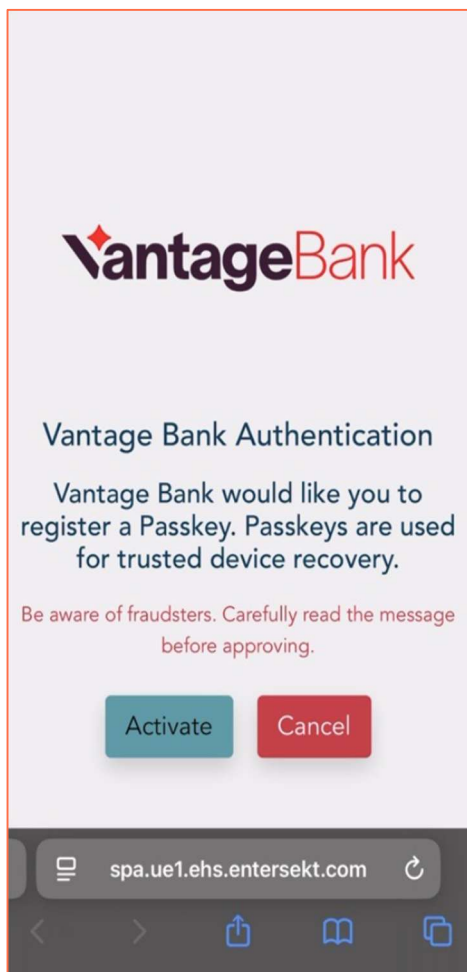 VantageBank
Vantage Bank Authentication
Vantage Bank would like you to
register a Passkey. Passkeys are used
for trusted device recovery.
Be aware of fraudsters. Carefully read the message
before approving.
Activate Cancel
spa.ue1.ehs.entersekt.com